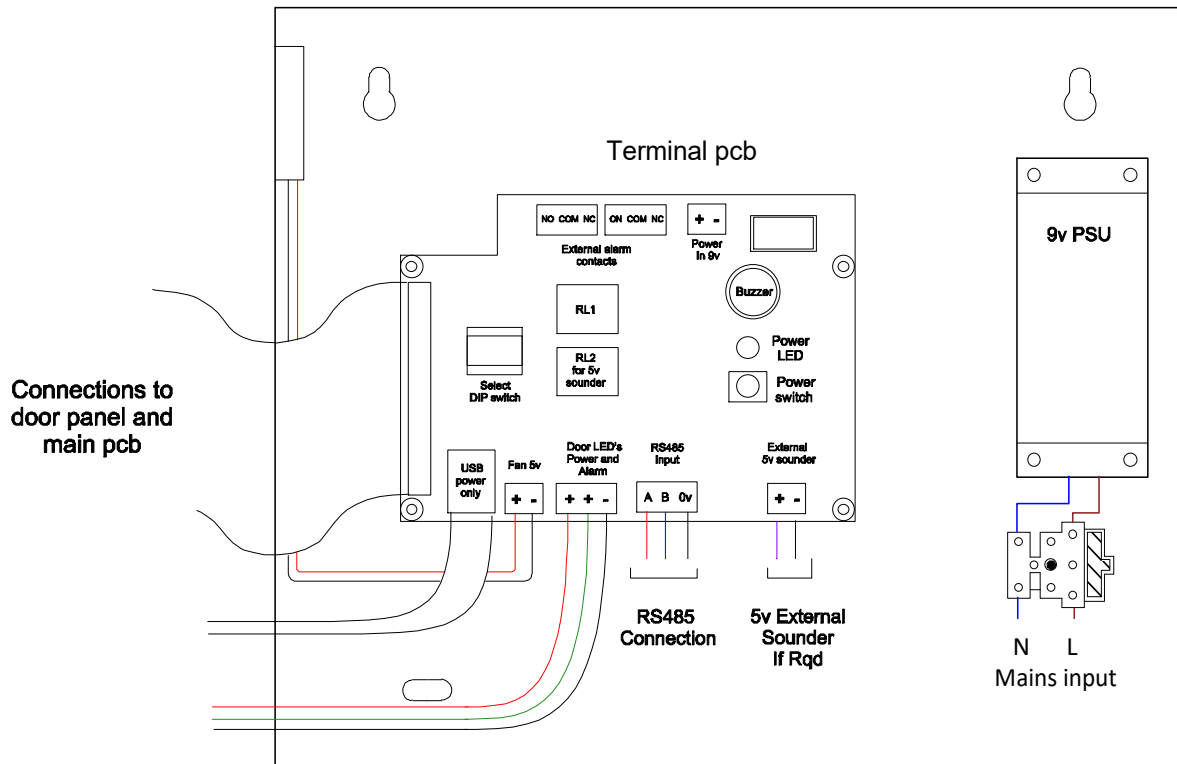 Terminal pcb
NO COM NC
ON COM NC
+ -
External alarm
contacts
Power
In 9v
9v PSU
Buzzer
RL1
Power
LED
RL2
for 5v
sounder
Select
DIP switch
Power
switch
Connections to
door panel and
main pcb
USB
power
only
Fan 5v
+ -
Door LED's
Power and
Alarm
+ + -
RS485
Input
A B 0v
External
5v sounder
+ -
RS485
Connection
5v External
Sounder
If Rqd
N L
Mains input